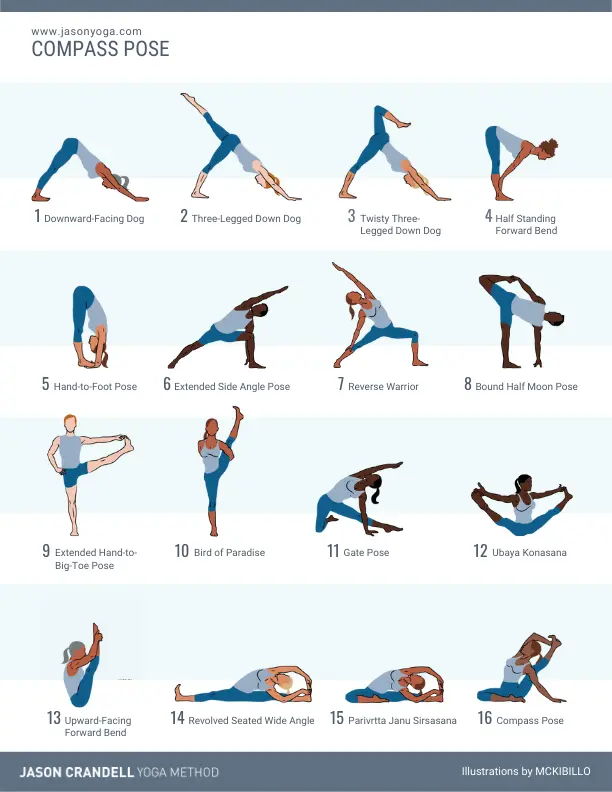 www.jasonyoga.com
COMPASS POSE
1 Downward-Facing Dog
2 Three-Legged Down Dog
3 Twisty Three-
Legged Down Dog
4 Half Standing
Forward Bend
5 Hand-to-Foot Pose
6 Extended Side Angle Pose
7 Reverse Warrior
8 Bound Half Moon Pose
9 Extended Hand-to-
Big-Toe Pose
10 Bird of Paradise
11 Gate Pose
12 Ubaya Konasana
13 Upward-Facing
Forward Bend
14 Revolved Seated Wide Angle
15 Parivrtta Janu Sirsasana
16 Compass Pose
JASON CRANDELL YOGA METHOD
Illustrations by MCKIBILLO